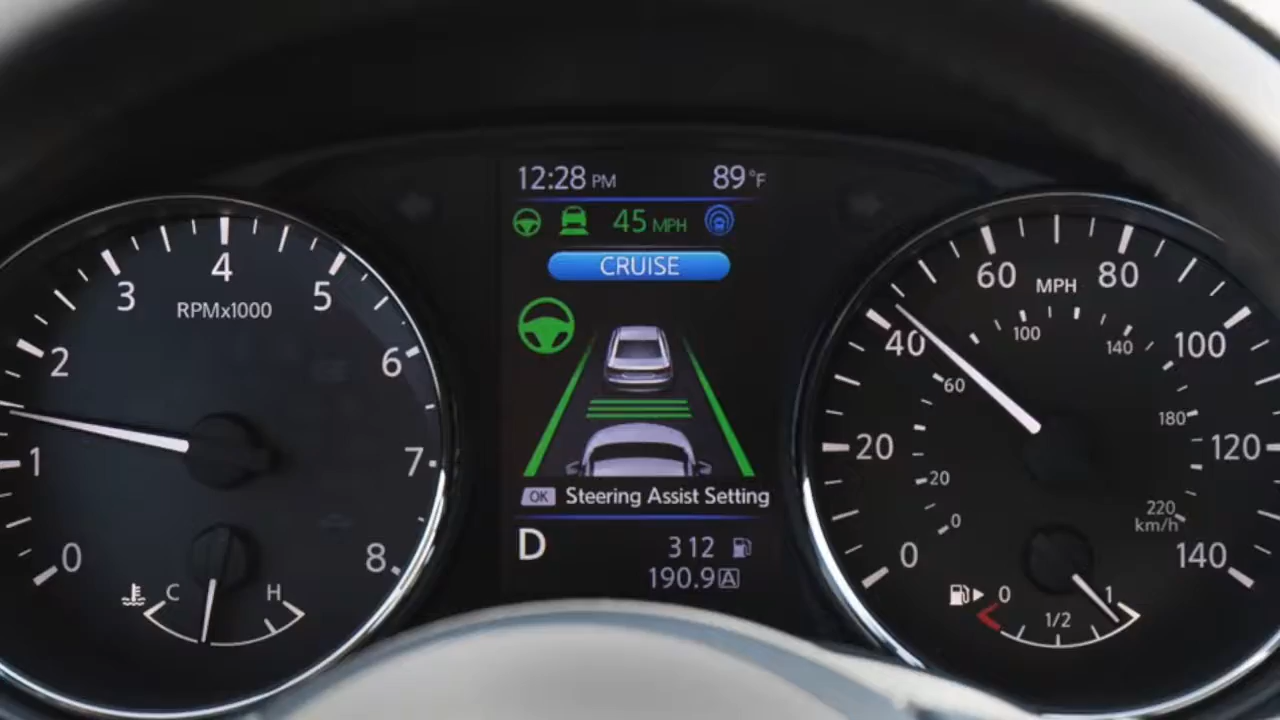 12:28 PM 89°F
45 MPH
CRUISE
OK Steering Assist Setting
D 312
190.9 A
0 1 2 3 4 5 6 7 8
RPMx1000
C H
0 20 40 60 80 100 120 140
MPH
0 20 60 100 140 180 220
km/h
0 1/2 1